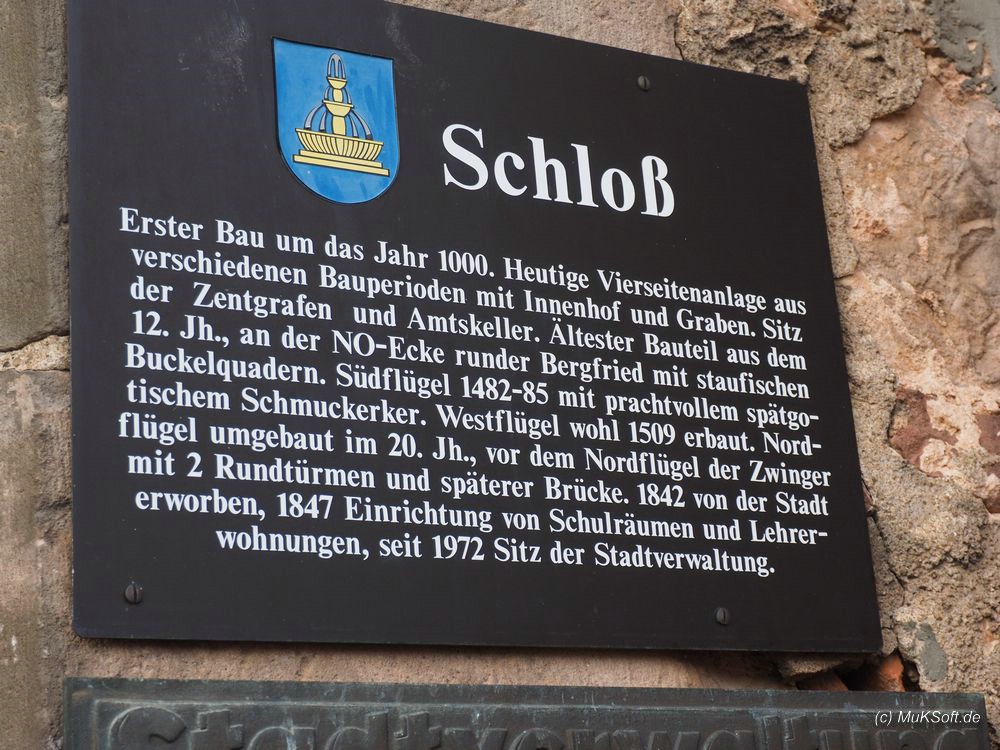 Schloß
Erster Bau um das Jahr 1000. Heutige Vierseitenanlage aus
verschiedenen Bauperioden mit Innenhof und Graben. Sitz
der Zentgrafen und Amtskeller. Ältester Bauteil aus dem
12. Jh., an der NO-Ecke runder Bergfried mit staufischen
Buckelquadern. Südflügel 1482-85 mit prachtvollem spätgo-
tischem Schmuckerker. Westflügel wohl 1509 erbaut. Nord-
flügel umgebaut im 20. Jh., vor dem Nordflügel der Zwinger
mit 2 Rundtürmen und späterer Brücke. 1842 von der Stadt
erworben, 1847 Einrichtung von Schulräumen und Lehrer-
wohnungen, seit 1972 Sitz der Stadtverwaltung.
Stadtverwaltung
(c) MuKSoft.de